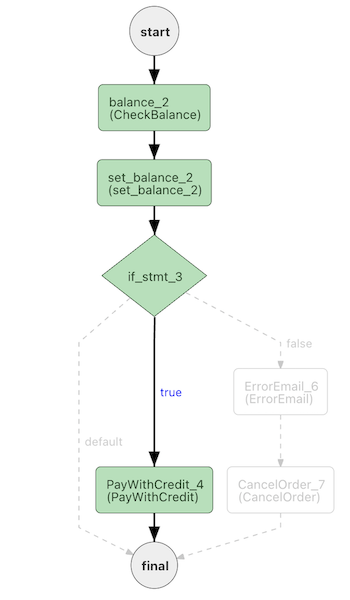 start
balance_2
(CheckBalance)
set_balance_2
(set_balance_2)
if_stmt_3
false
ErrorEmail_6
(ErrorEmail)
true
default
PayWithCredit_4
(PayWithCredit)
CancelOrder_7
(CancelOrder)
final